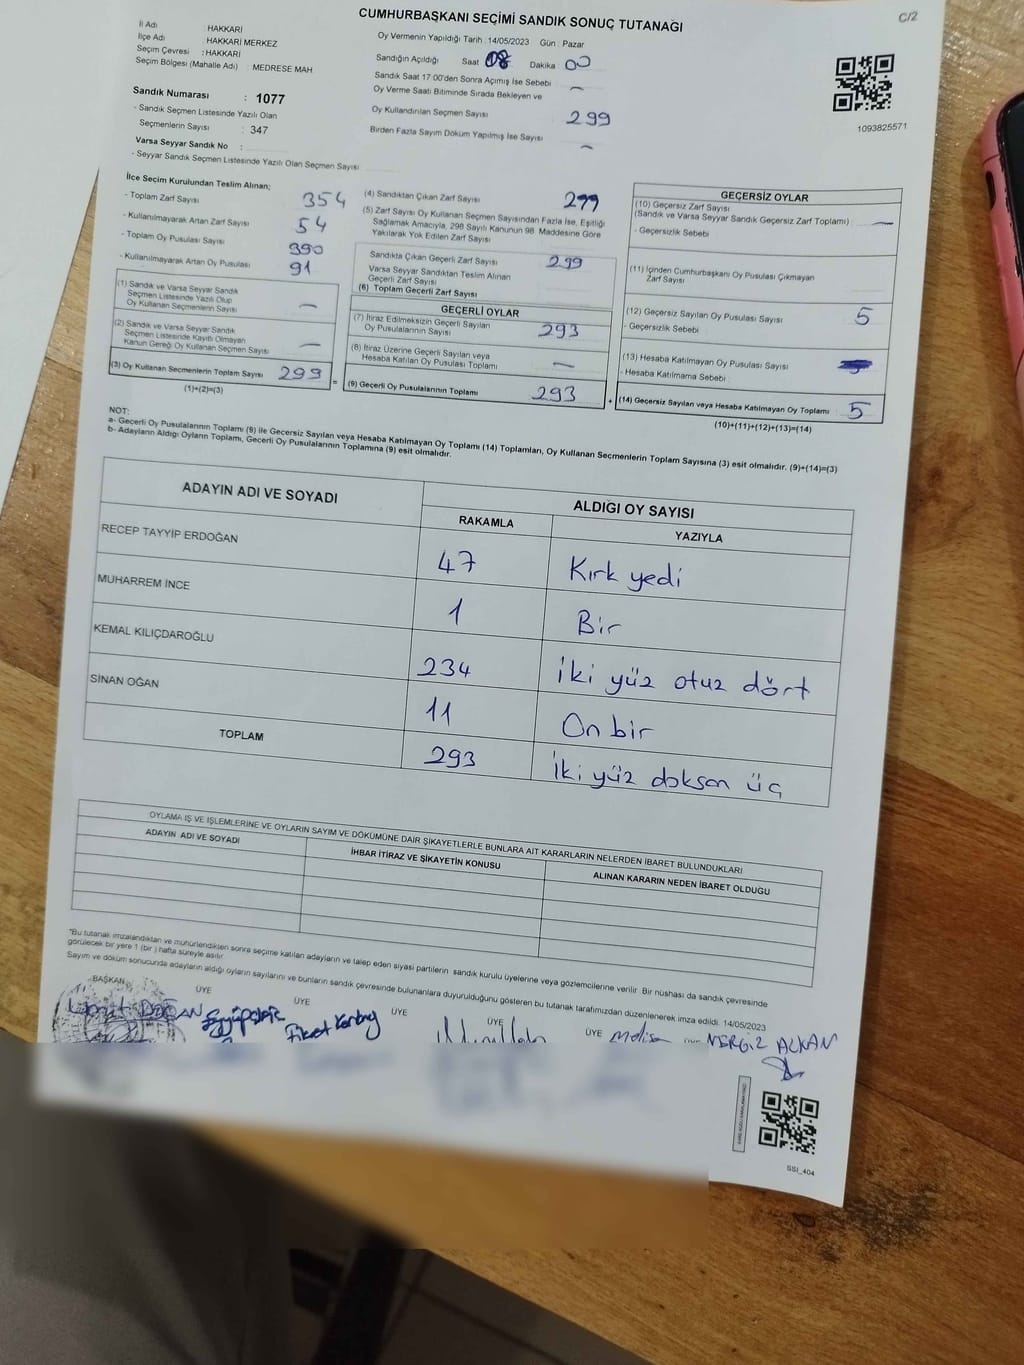 C/2
CUMHURBAŞKANI SEÇİMİ SANDIK SONUÇ TUTANAĞI
İl Adı : HAKKARİ
İlçe Adı : HAKKARİ MERKEZ
Seçim Çevresi : HAKKARİ
Seçim Bölgesi (Mahalle Adı) : MEDRESE MAH
Sandık Numarası : 1077
- Sandık Seçmen Listesinde Yazılı Olan
Seçmenlerin Sayısı : 347
Varsa Seyyar Sandık No :
- Seyyar Sandık Seçmen Listesinde Yazılı Olan Seçmen Sayısı
Oy Vermenin Yapıldığı Tarih : 14/05/2023 Gün : Pazar
Sandığın Açıldığı Saat 08 Dakika 00
Sandık Saat 17:00'den Sonra Açımış İse Sebebi
Oy Verme Saati Bitiminde Sırada Bekleyen ve
Oy Kullandırılan Seçmen Sayısı 299
Birden Fazla Sayım Döküm Yapılmış İse Sayısı
1093825571
İlçe Seçim Kurulundan Teslim Alınan;
- Toplam Zarf Sayısı 354
- Kullanılmayarak Artan Zarf Sayısı 54
- Toplam Oy Pusulası Sayısı 390
- Kullanılmayarak Artan Oy Pusulası 91
(1) Sandık ve Varsa Seyyar Sandık
Seçmen Listesinde Yazılı Olup
Oy Kullanan Seçmenlerin Sayısı —
(2) Sandık ve Varsa Seyyar Sandık
Seçmen Listesinde Kayıtlı Olmayan
Kanun Gereği Oy Kullanan Seçmen Sayısı —
(3) Oy Kullanan Seçmenlerin Toplam Sayısı 299
(1)+(2)=(3)
(4) Sandıktan Çıkan Zarf Sayısı 299
(5) Zarf Sayısı Oy Kullanan Seçmen Sayısından Fazla İse, Eşitliği
Sağlamak Amacıyla, 298 Sayılı Kanunun 98. Maddesine Göre
Yakılarak Yok Edilen Zarf Sayısı
Sandıkta Çıkan Geçerli Zarf Sayısı 299
Varsa Seyyar Sandıktan Teslim Alınan
Geçerli Zarf Sayısı
(6) Toplam Geçerli Zarf Sayısı
GEÇERLİ OYLAR
(7) İtiraz Edilmeksizin Geçerli Sayılan
Oy Pusulalarının Sayısı 293
(8) İtiraz Üzerine Geçerli Sayılan veya
Hesaba Katılan Oy Pusulası Toplamı —
= (9) Geçerli Oy Pusulalarının Toplamı 293
GEÇERSİZ OYLAR
(10) Geçersiz Zarf Sayısı
(Sandık ve Varsa Seyyar Sandık Geçersiz Zarf Toplamı) —
- Geçersizlik Sebebi
(11) İçinden Cumhurbaşkanı Oy Pusulası Çıkmayan
Zarf Sayısı
(12) Geçersiz Sayılan Oy Pusulası Sayısı 5
- Geçersizlik Sebebi
(13) Hesaba Katılmayan Oy Pusulası Sayısı
- Hesaba Katılmama Sebebi
+ (14) Geçersiz Sayılan veya Hesaba Katılmayan Oy Toplamı 5
(10)+(11)+(12)+(13)=(14)
NOT:
a- Geçerli Oy Pusulalarının Toplamı (9) ile Geçersiz Sayılan veya Hesaba Katılmayan Oy Toplamı (14) Toplamları, Oy Kullanan Seçmenlerin Toplam Sayısına (3) eşit olmalıdır. (9)+(14)=(3)
b- Adayların Aldığı Oyların Toplamı, Geçerli Oy Pusulalarının Toplamına (9) eşit olmalıdır.
ADAYIN ADI VE SOYADI ALDIĞI OY SAYISI
RAKAMLA YAZIYLA
RECEP TAYYİP ERDOĞAN 47 Kırk yedi
MUHARREM İNCE 1 Bir
KEMAL KILIÇDAROĞLU 234 iki yüz otuz dört
SİNAN OĞAN 11 On bir
TOPLAM 293 iki yüz doksan üç
OYLAMA İŞ VE İŞLEMLERİNE VE OYLARIN SAYIM VE DÖKÜMÜNE DAİR ŞİKAYETLERLE BUNLARA AİT KARARLARIN NELERDEN İBARET BULUNDUKLARI
ADAYIN ADI VE SOYADI İHBAR İTİRAZ VE ŞİKAYETİN KONUSU ALINAN KARARIN NEDEN İBARET OLDUĞU
*Bu tutanak imzalandıktan ve mühürlendikten sonra seçime katılan adayların ve talep eden siyasi partilerin sandık kurulu üyelerine veya gözlemcilerine verilir. Bir nüshası da sandık çevresinde
görülecek bir yere 1 (bir ) hafta süreyle asılır.
Sayım ve döküm sonucunda adayların aldığı oyların sayılarını ve bunların sandık çevresinde bulunanlara duyurulduğunu gösteren bu tutanak tarafımızdan düzenlenerek imza edildi. 14/05/2023
BAŞKAN ÜYE ÜYE ÜYE ÜYE ÜYE
DOĞAN Melisa NERGİZ ALKAN
SSI_404